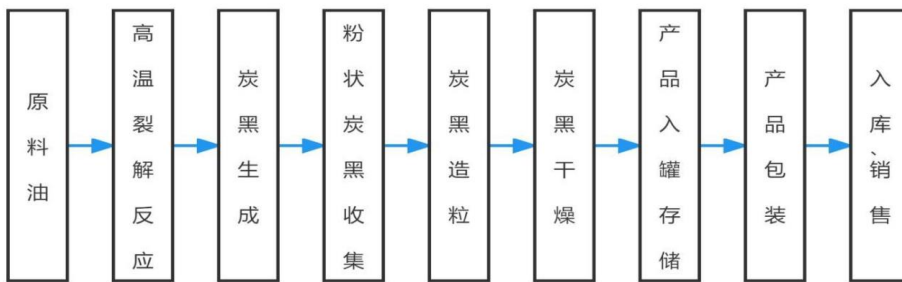 原料油
高温裂解反应
炭黑生成
粉状炭黑收集
炭黑造粒
炭黑干燥
产品入罐存储
产品包装
入库、销售